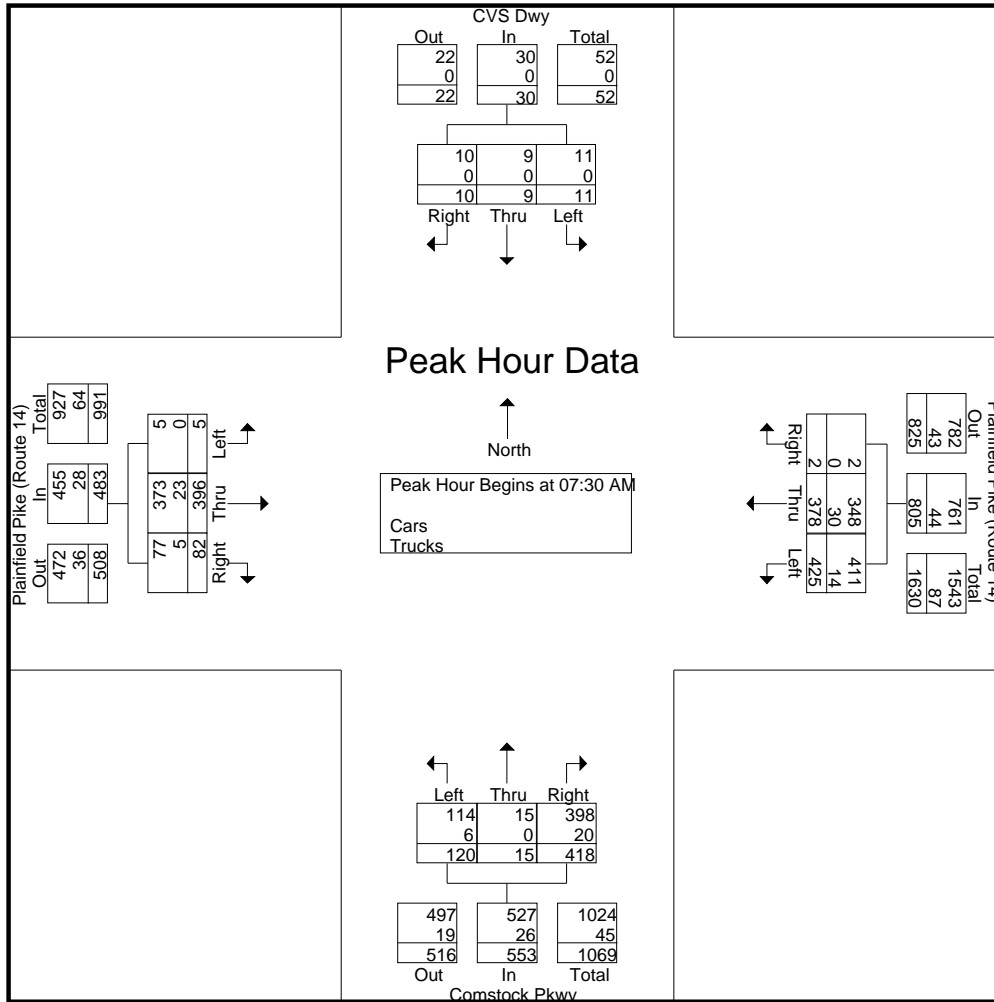 CVS Dwy
Out In Total
22 30 52
0 0 0
22 30 52
10 9 11
0 0 0
10 9 11
Right Thru Left
Peak Hour Data
North
Peak Hour Begins at 07:30 AM
Cars
Trucks
Plainfield Pike (Route 14)
Out In Total
472 455 927
36 28 64
508 483 991
Right Thru Left
77 373 5
5 23 0
82 396 5
Plainfield Pike (Route 14)
Out In Total
782 761 1543
43 44 87
825 805 1630
Right Thru Left
2 348 411
0 30 14
2 378 425
Left Thru Right
114 15 398
6 0 20
120 15 418
497 527 1024
19 26 45
516 553 1069
Out In Total
Comstock Pkwy